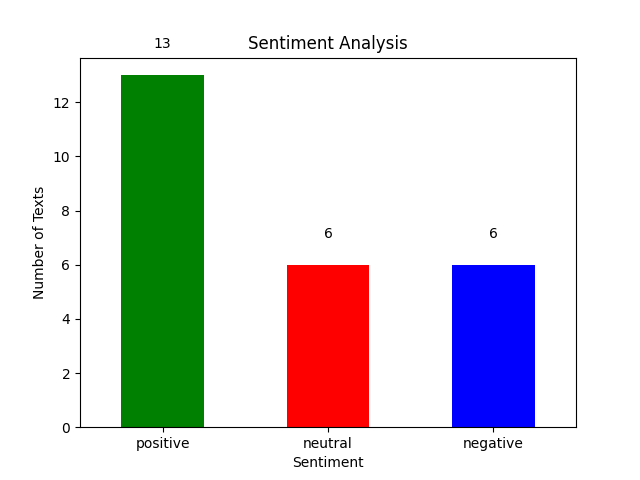 13
Sentiment Analysis
12
10
8
6
4
2
0
6
6
Number of Texts
positive
neutral
negative
Sentiment